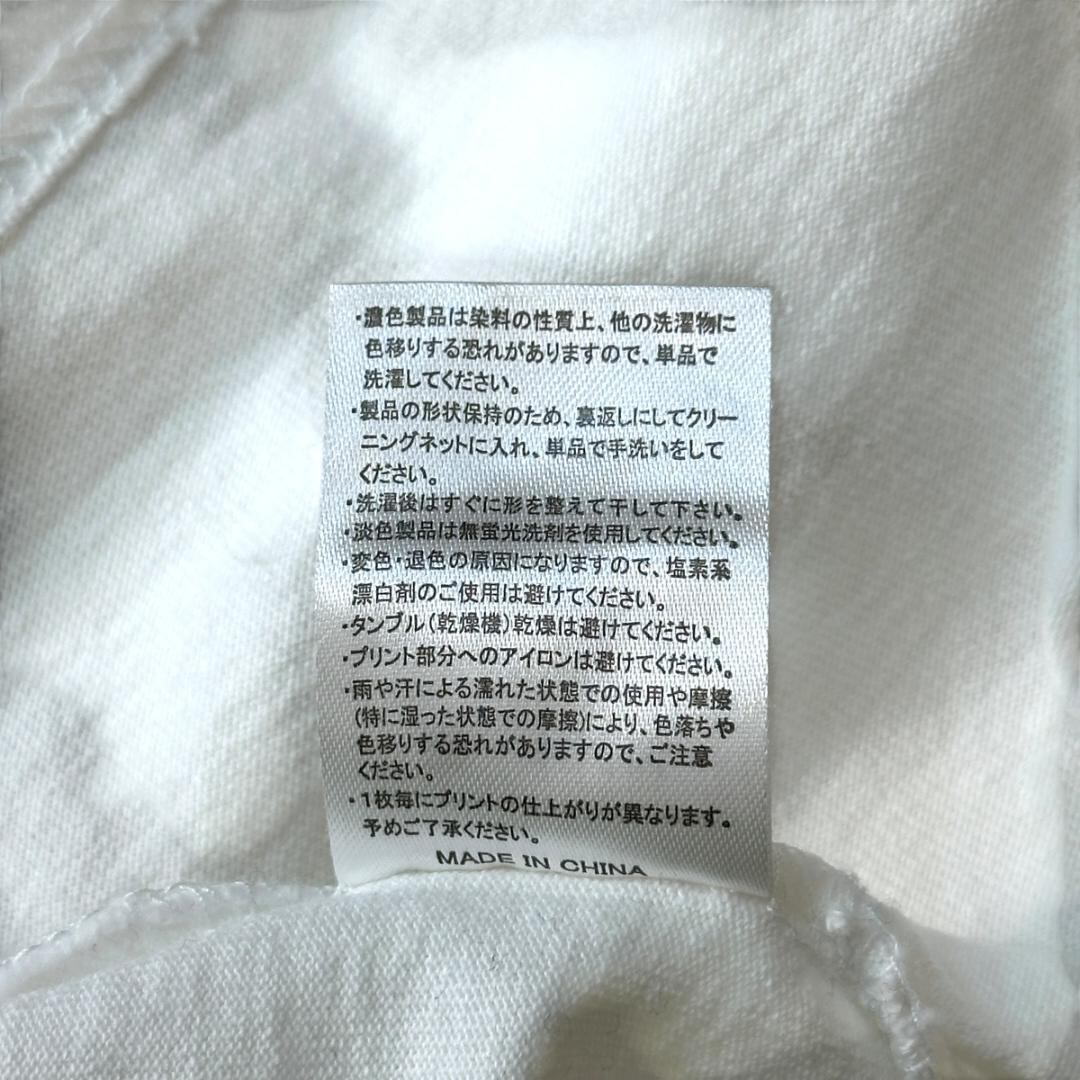 ・濃色製品は染料の性質上、他の洗濯物に
色移りする恐れがありますので、単品で
洗濯してください。
・製品の形状保持のため、裏返しにしてクリー
ニングネットに入れ、単品で手洗いをして
ください。
・洗濯後はすぐに形を整えて干して下さい。
・淡色製品は無蛍光洗剤を使用してください。
・変色・退色の原因になりますので、塩素系
漂白剤のご使用は避けてください。
・タンブル(乾燥機)乾燥は避けてください。
・プリント部分へのアイロンは避けてください。
・雨や汗による濡れた状態での使用や摩擦
(特に湿った状態での摩擦)により、色落ちや
色移りする恐れがありますので、ご注意
ください。
・1枚毎にプリントの仕上がりが異なります。
予めご了承ください。
MADE IN CHINA